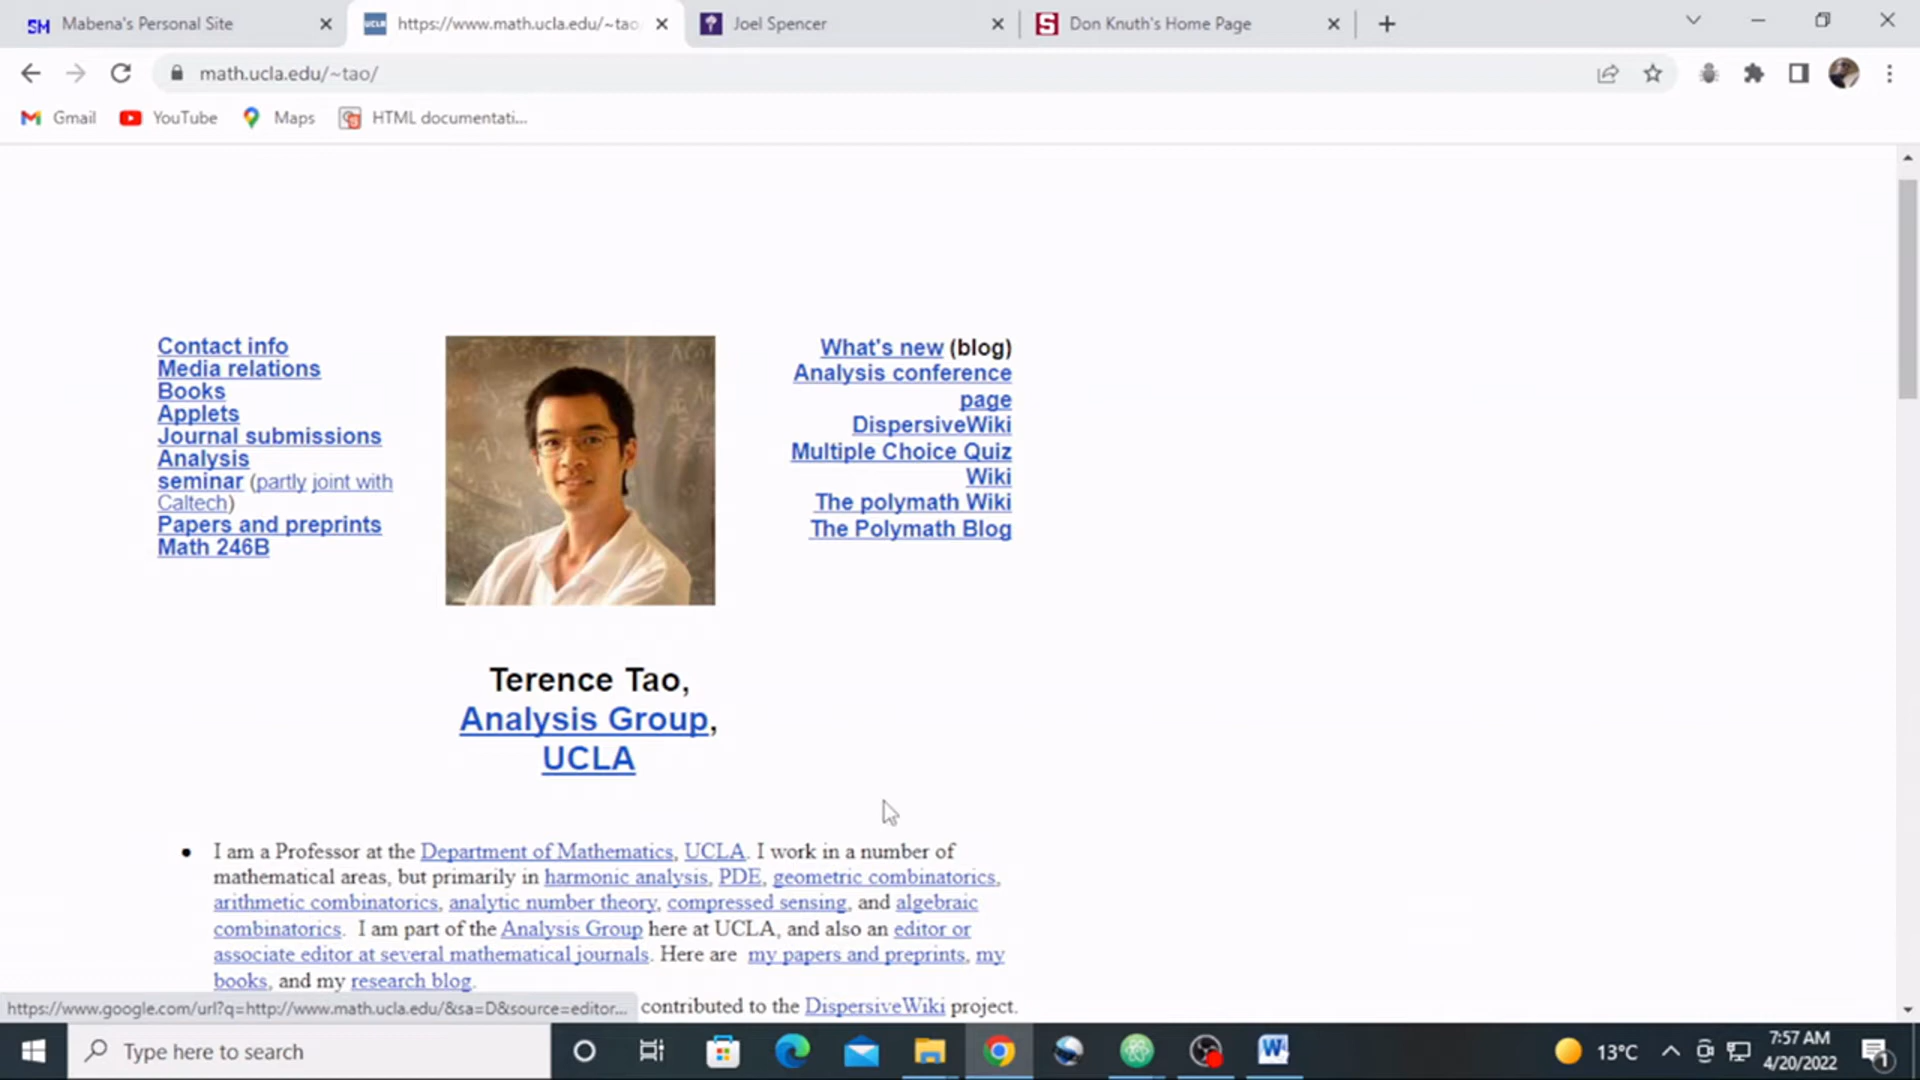 Mabena's Personal Site
https://www.math.ucla.edu/~tao
Joel Spencer
Don Knuth's Home Page
math.ucla.edu/~tao/
Gmail
YouTube
Maps
HTML documentati...
Contact info
Media relations
Books
Applets
Journal submissions
Analysis
seminar (partly joint with
Caltech)
Papers and preprints
Math 246B
What's new (blog)
Analysis conference
page
DispersiveWiki
Multiple Choice Quiz
Wiki
The polymath Wiki
The Polymath Blog
Terence Tao,
Analysis Group,
UCLA
I am a Professor at the Department of Mathematics, UCLA. I work in a number of
mathematical areas, but primarily in harmonic analysis, PDE, geometric combinatorics,
arithmetic combinatorics, analytic number theory, compressed sensing, and algebraic
combinatorics. I am part of the Analysis Group here at UCLA, and also an editor or
associate editor at several mathematical journals. Here are my papers and preprints, my
books, and my research blog.
https://www.google.com/url?q=http://www.math.ucla.edu/&sa=D&source=editor... contributed to the DispersiveWiki project.
Type here to search
13°C
7:57 AM
4/20/2022
1